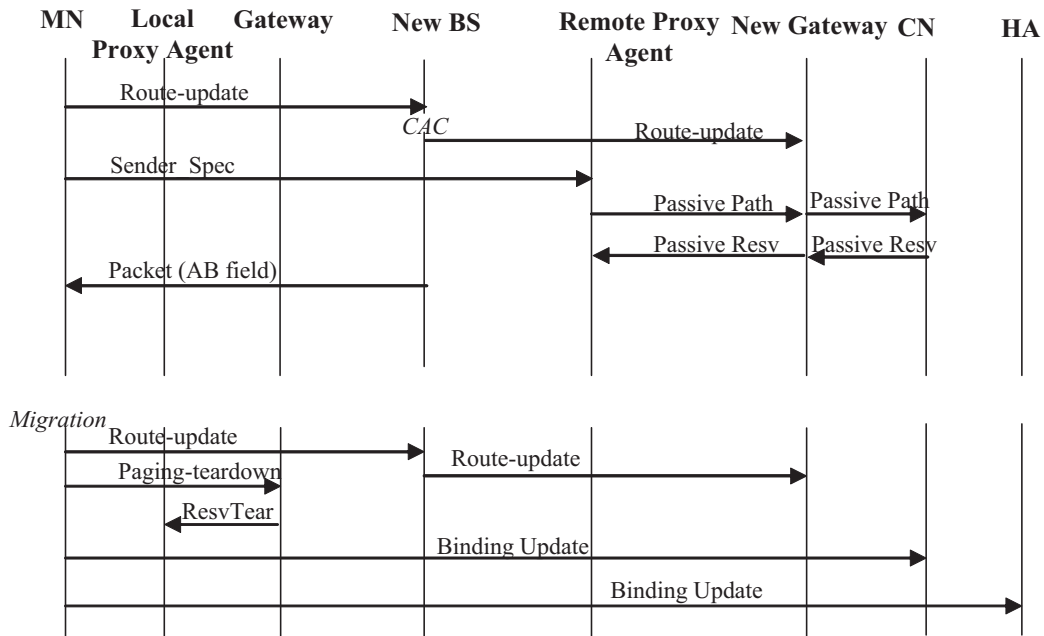 MN
Local
Proxy Agent
Gateway
New BS
Remote Proxy
Agent
New Gateway
CN
HA
Route-update
CAC
Route-update
Sender_Spec
Passive Path
Passive Path
Passive Resv
Passive Resv
Packet (AB field)
Migration
Route-update
Route-update
Paging-teardown
ResvTear
Binding Update
Binding Update